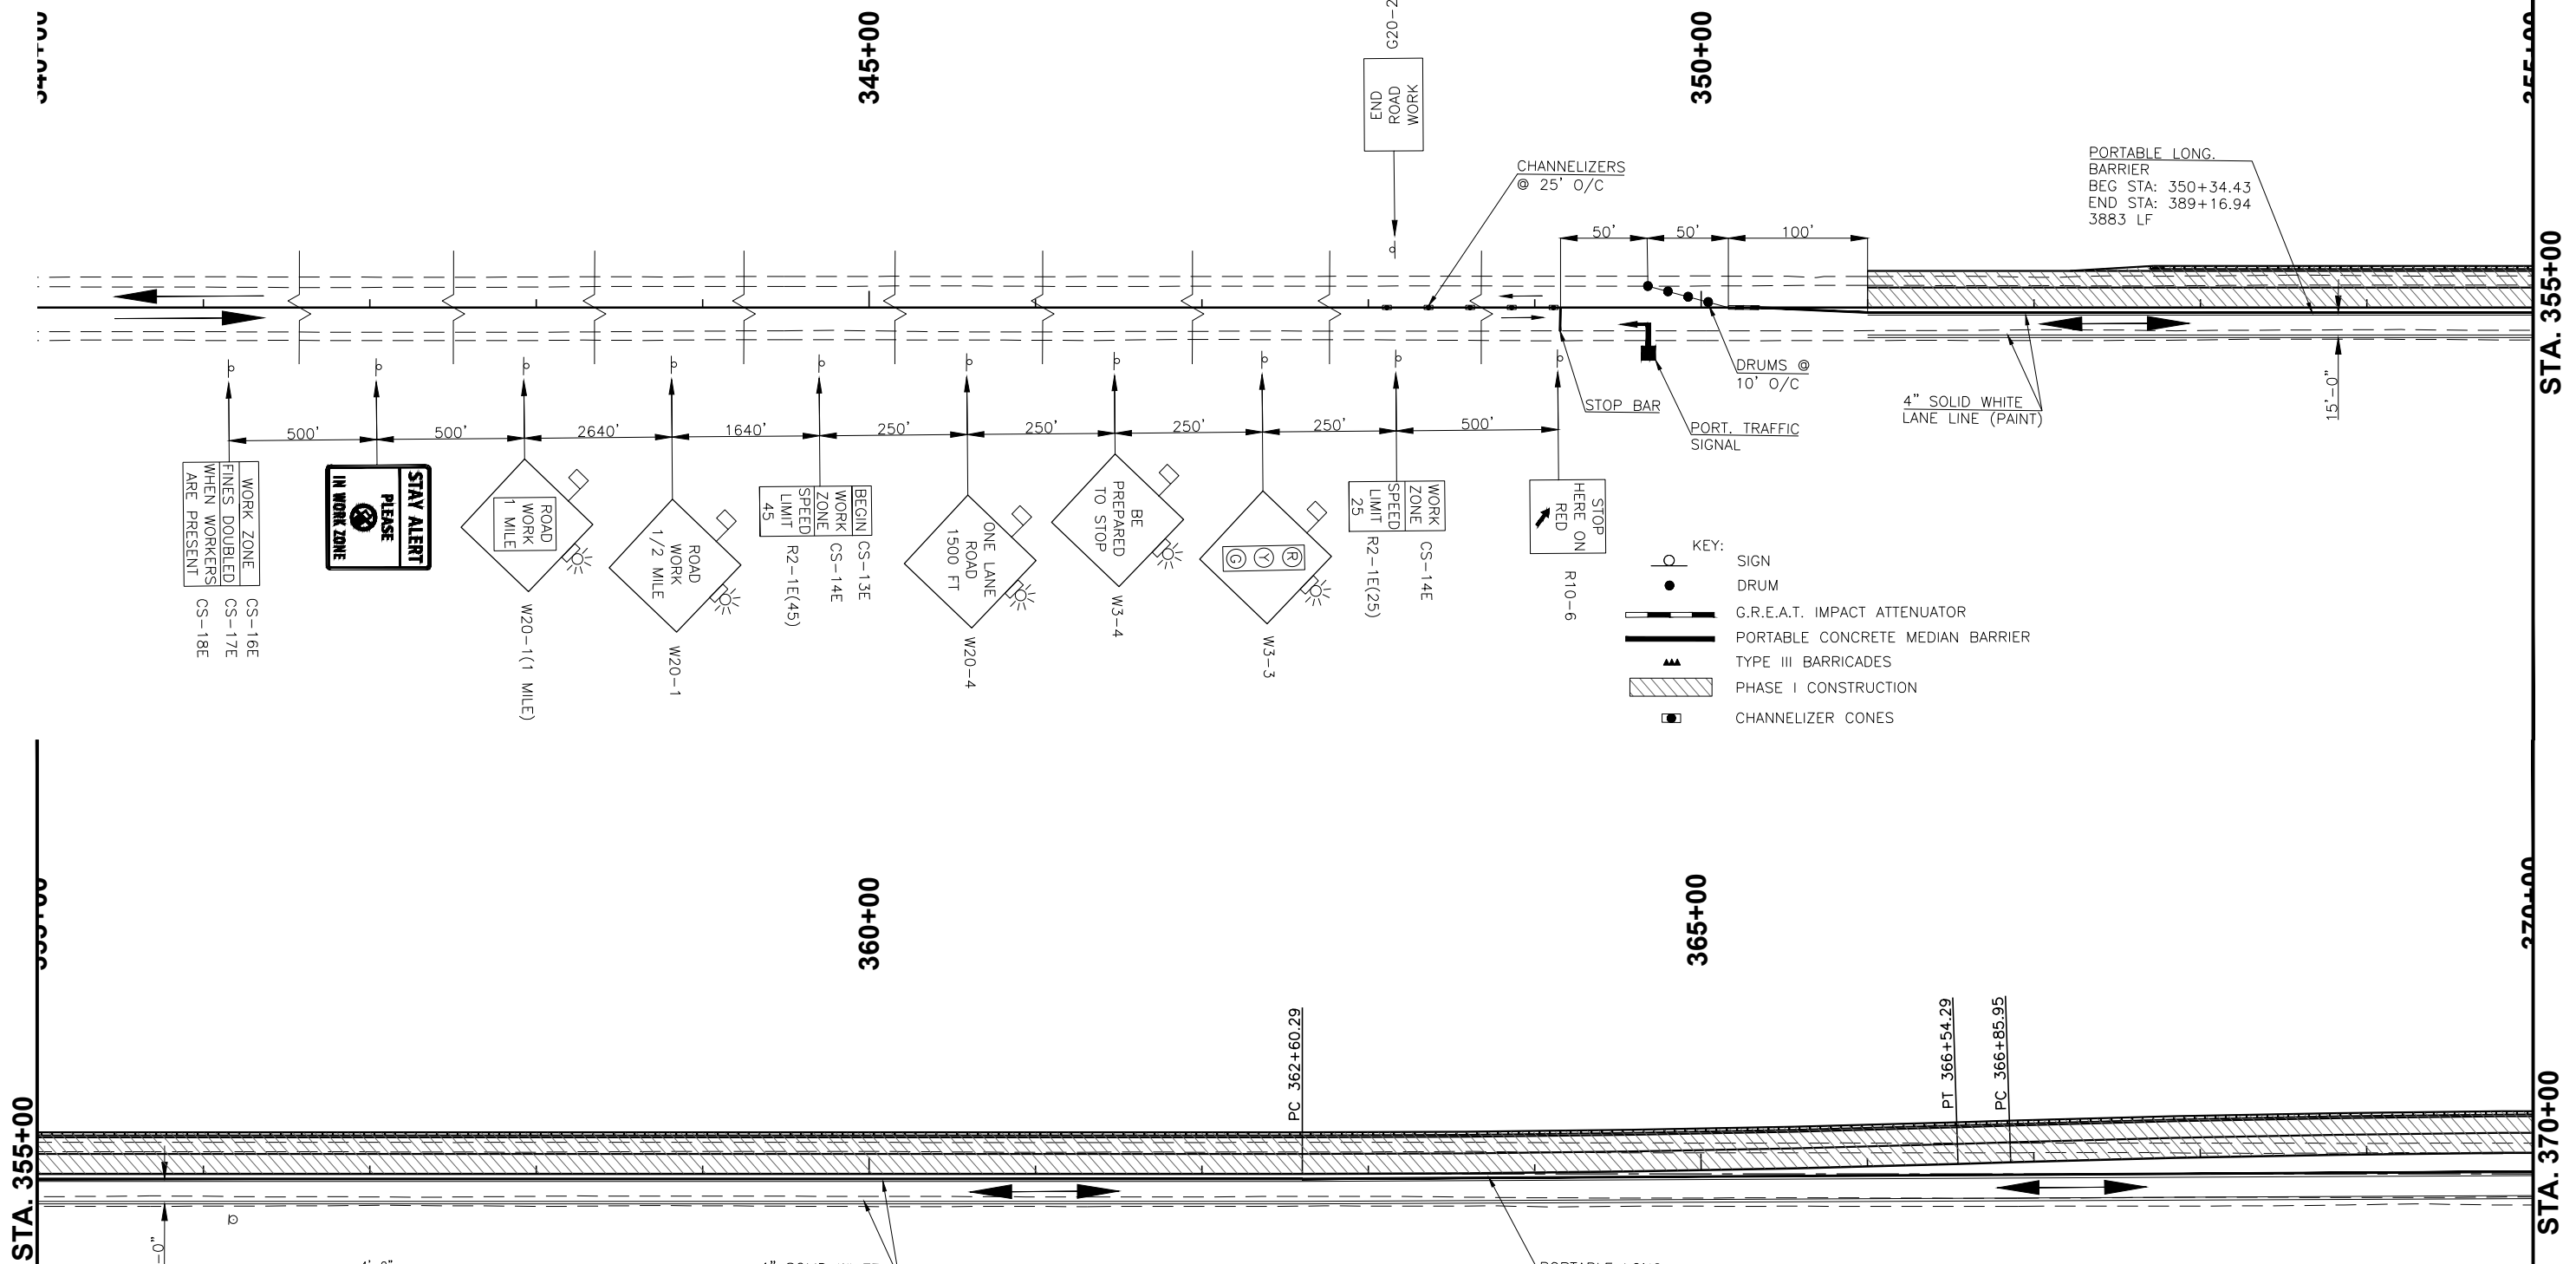 345+00
350+00
G20-2
END
ROAD
WORK
CHANNELIZERS
@ 25' O/C
PORTABLE LONG.
BARRIER
BEG STA: 350+34.43
END STA: 389+16.94
3883 LF
50'
50'
100'
STA. 355+00
DRUMS @
10' O/C
STOP BAR
PORT. TRAFFIC
SIGNAL
4" SOLID WHITE
LANE LINE (PAINT)
15'-0"
500'
500'
2640'
1640'
250'
250'
250'
250'
500'
WORK ZONE
FINES DOUBLED
WHEN WORKERS
ARE PRESENT
CS-16E
CS-17E
CS-18E
STAY ALERT
PLEASE
IN WORK ZONE
ROAD
WORK
1 MILE
W20-1(1 MILE)
ROAD
WORK
1/2 MILE
W20-1
BEGIN
WORK
ZONE
SPEED
LIMIT
45
CS-13E
CS-14E
R2-1E(45)
ONE LANE
ROAD
1500 FT
W20-4
BE
PREPARED
TO STOP
W3-4
R
Y
G
W3-3
WORK
ZONE
SPEED
LIMIT
25
CS-14E
R2-1E(25)
STOP
HERE ON
RED
R10-6
KEY:
SIGN
DRUM
G.R.E.A.T. IMPACT ATTENUATOR
PORTABLE CONCRETE MEDIAN BARRIER
TYPE III BARRICADES
PHASE I CONSTRUCTION
CHANNELIZER CONES
360+00
365+00
PC 362+60.29
PT 366+54.29
PC 366+85.95
STA. 355+00
STA. 370+00
-0"